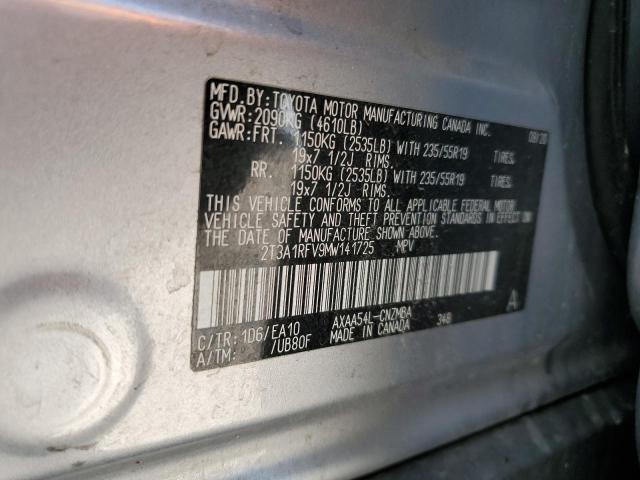 MFD. BY: TOYOTA MOTOR MANUFACTURING CANADA INC. 09/20
GVWR: 2090KG (4610LB)
GAWR: FRT. 1150KG (2535LB) WITH 235/55R19 TIRES.
19x7 1/2J RIMS.
RR. 1150KG (2535LB) WITH 235/55R19 TIRES.
19x7 1/2J RIMS.
THIS VEHICLE CONFORMS TO ALL APPLICABLE FEDERAL MOTOR
VEHICLE SAFETY AND THEFT PREVENTION STANDARDS IN EFFECT ON
THE DATE OF MANUFACTURE SHOWN ABOVE.
2T3A1RFV9MW141725 MPV
C/TR: 1D6/EA10 AXAA54L-CNZMBA 34B A
A/TM: /UB80F MADE IN CANADA